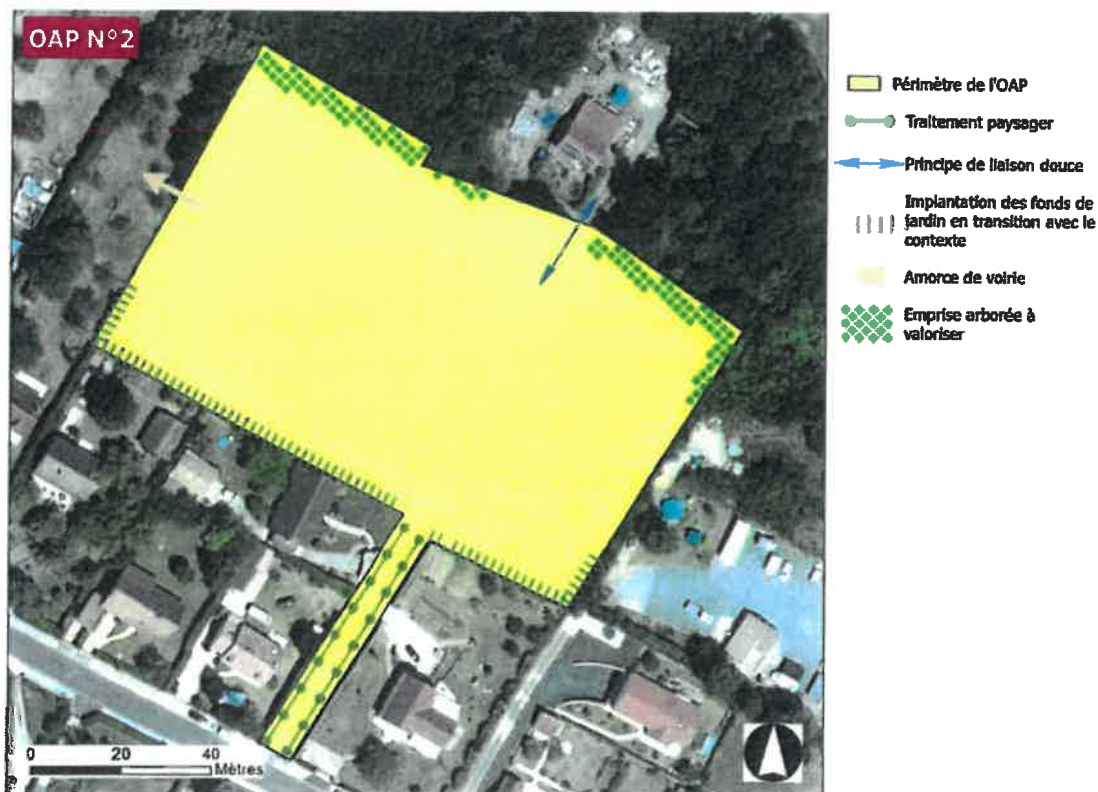 OAP N°2
Périmètre de l'OAP
Traitement paysager
Principe de liaison douce
Implantation des fonds de
jardin en transition avec le
contexte
Amorce de voirie
Emprise arborée à
valoriser
0 20 40
Mètres